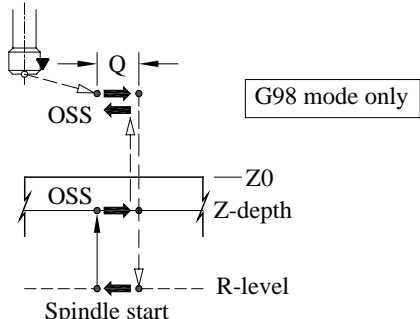 Q
OSS
G98 mode only
Z0
OSS
Z-depth
R-level
Spindle start